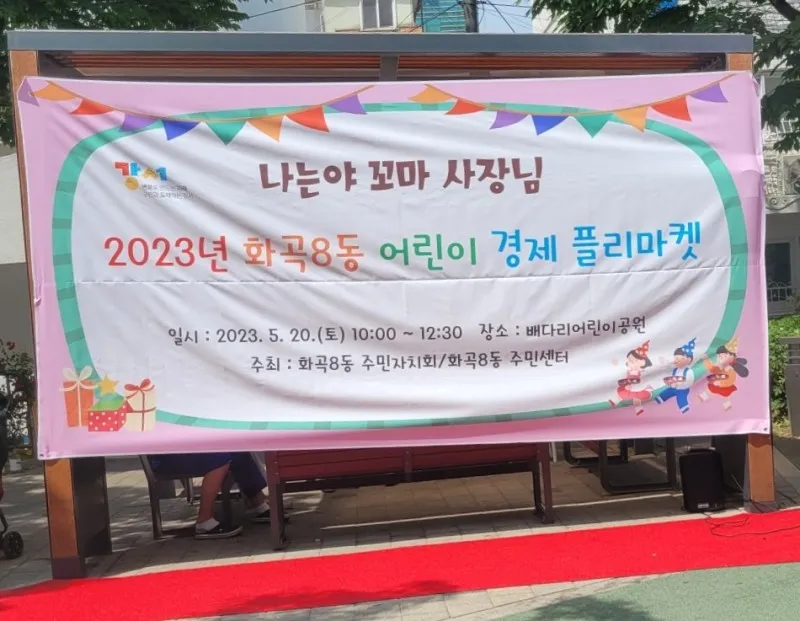 나는야 꼬마 사장님
강서
2023년 화곡8동 어린이 경제 플리마켓
일시 : 2023. 5. 20.(토) 10:00 ~ 12:30 장소 : 배다리어린이공원
주최 : 화곡8동 주민자치회/화곡8동 주민센터